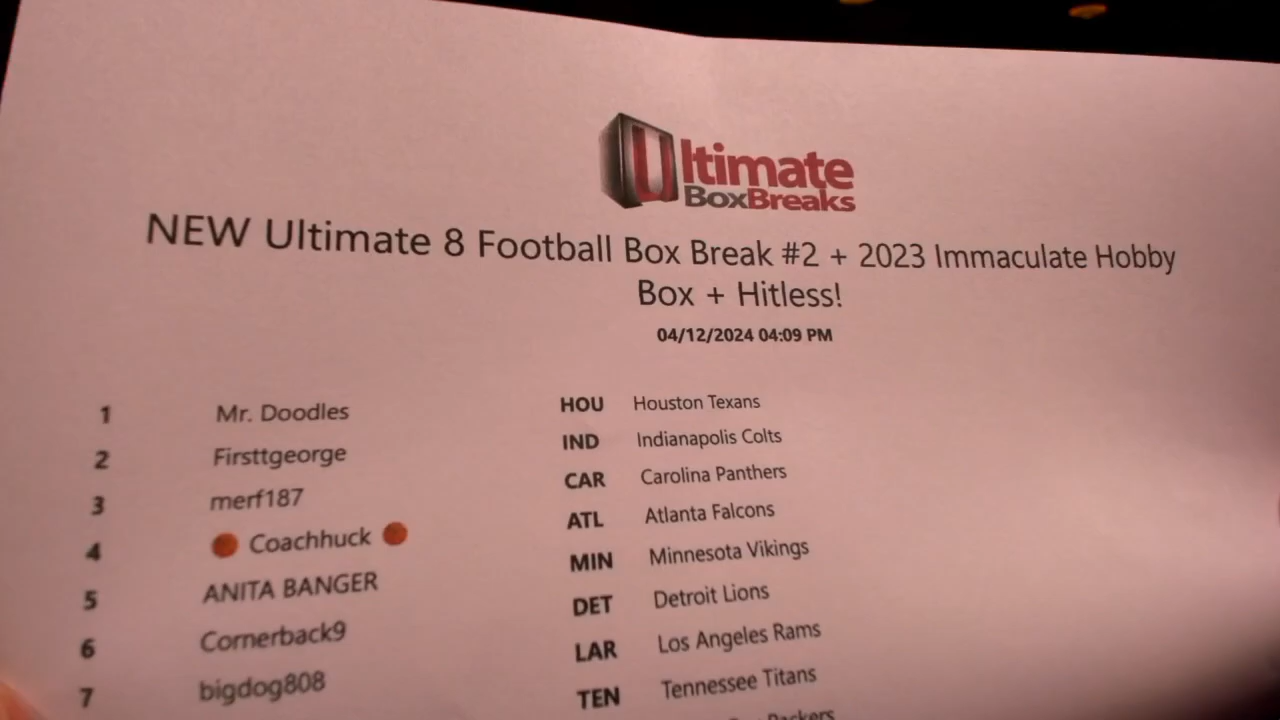 Ultimate
BoxBreaks
NEW Ultimate 8 Football Box Break #2 + 2023 Immaculate Hobby
Box + Hitless!
04/12/2024 04:09 PM
1 Mr. Doodles HOU Houston Texans
2 Firsttgeorge IND Indianapolis Colts
3 merf187 CAR Carolina Panthers
4 Coachhuck ATL Atlanta Falcons
5 ANITA BANGER MIN Minnesota Vikings
6 Cornerback9 DET Detroit Lions
7 bigdog808 LAR Los Angeles Rams
TEN Tennessee Titans
Packers